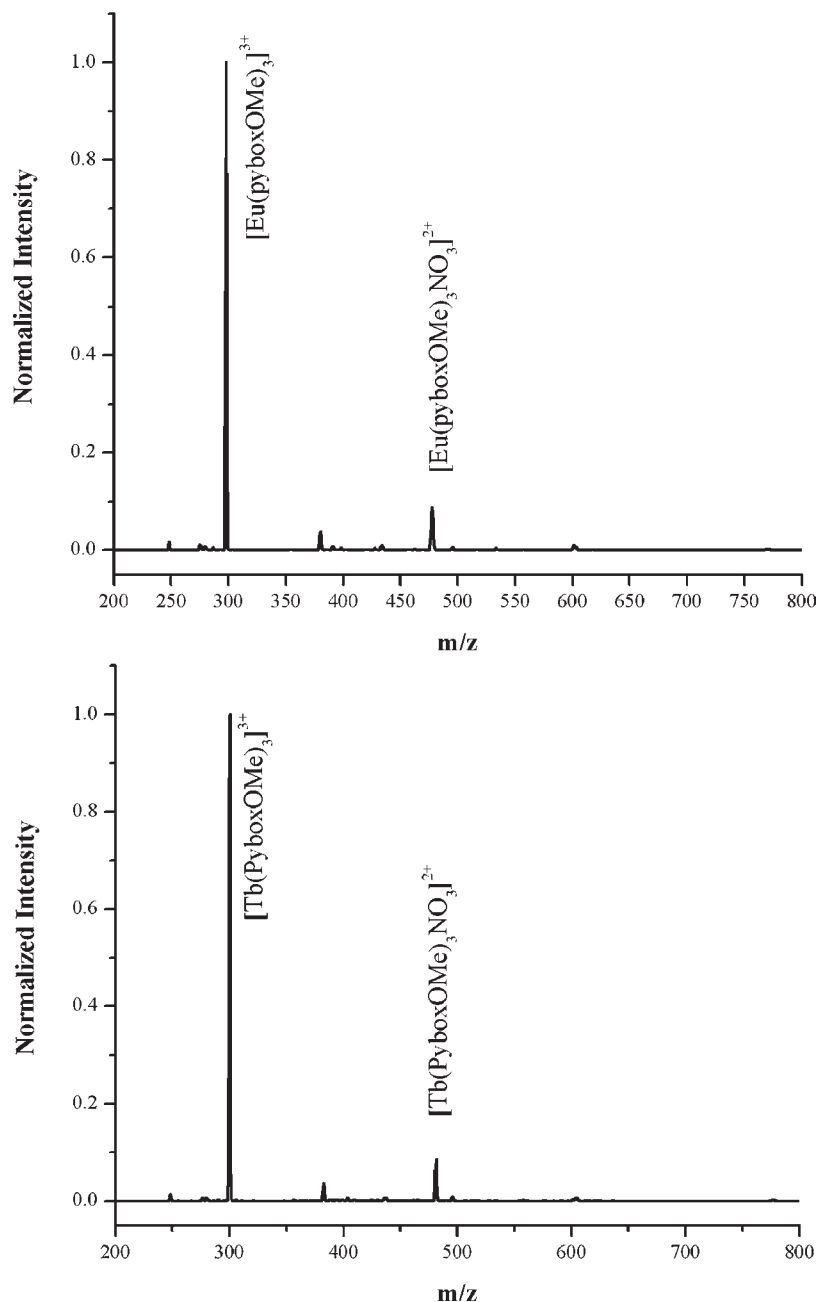 Normalized Intensity
1.0
0.8
0.6
0.4
0.2
0.0
[Eu(pyboxOMe)₃]³⁺
[Eu(pyboxOMe)₃NO₃]²⁺
200 250 300 350 400 450 500 550 600 650 700 750 800
m/z
Normalized Intensity
1.0
0.8
0.6
0.4
0.2
0.0
[Tb(PyboxOMe)₃]³⁺
[Tb(PyboxOMe)₃NO₃]²⁺
200 300 400 500 600 700 800
m/z